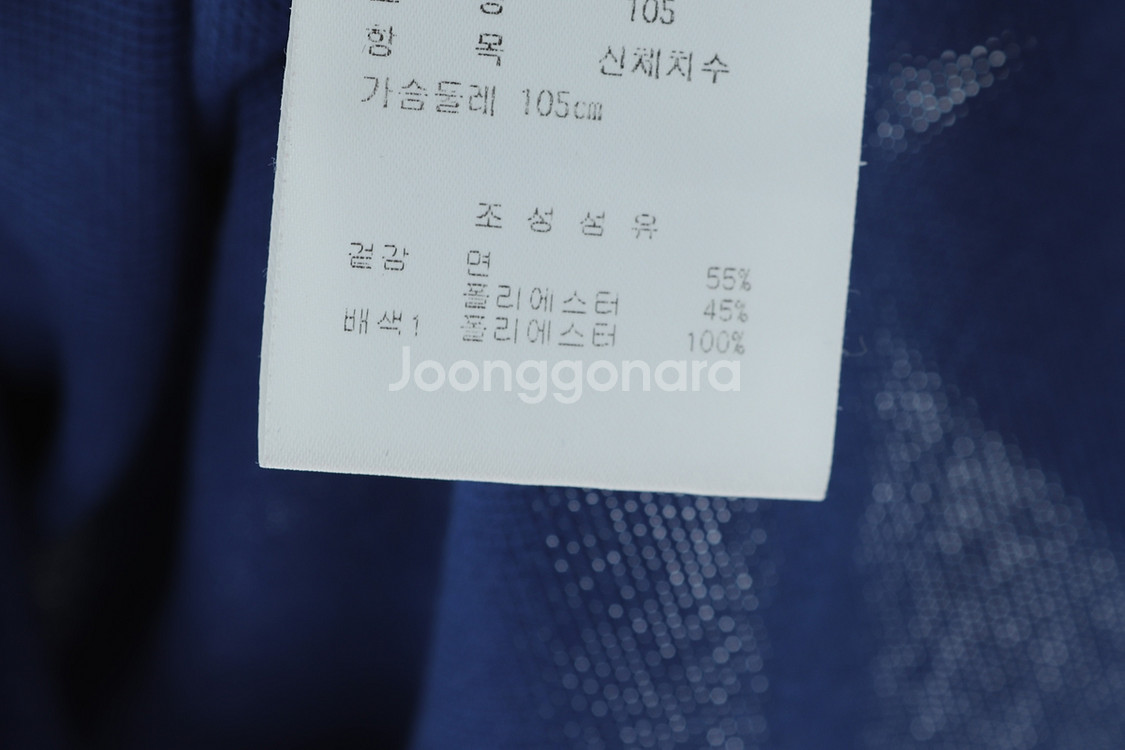 105
항 목 신체치수
가슴둘레 105cm
조성섬유
겉감 면 55%
폴리에스터 45%
배색1 폴리에스터 100%
Joonggonara